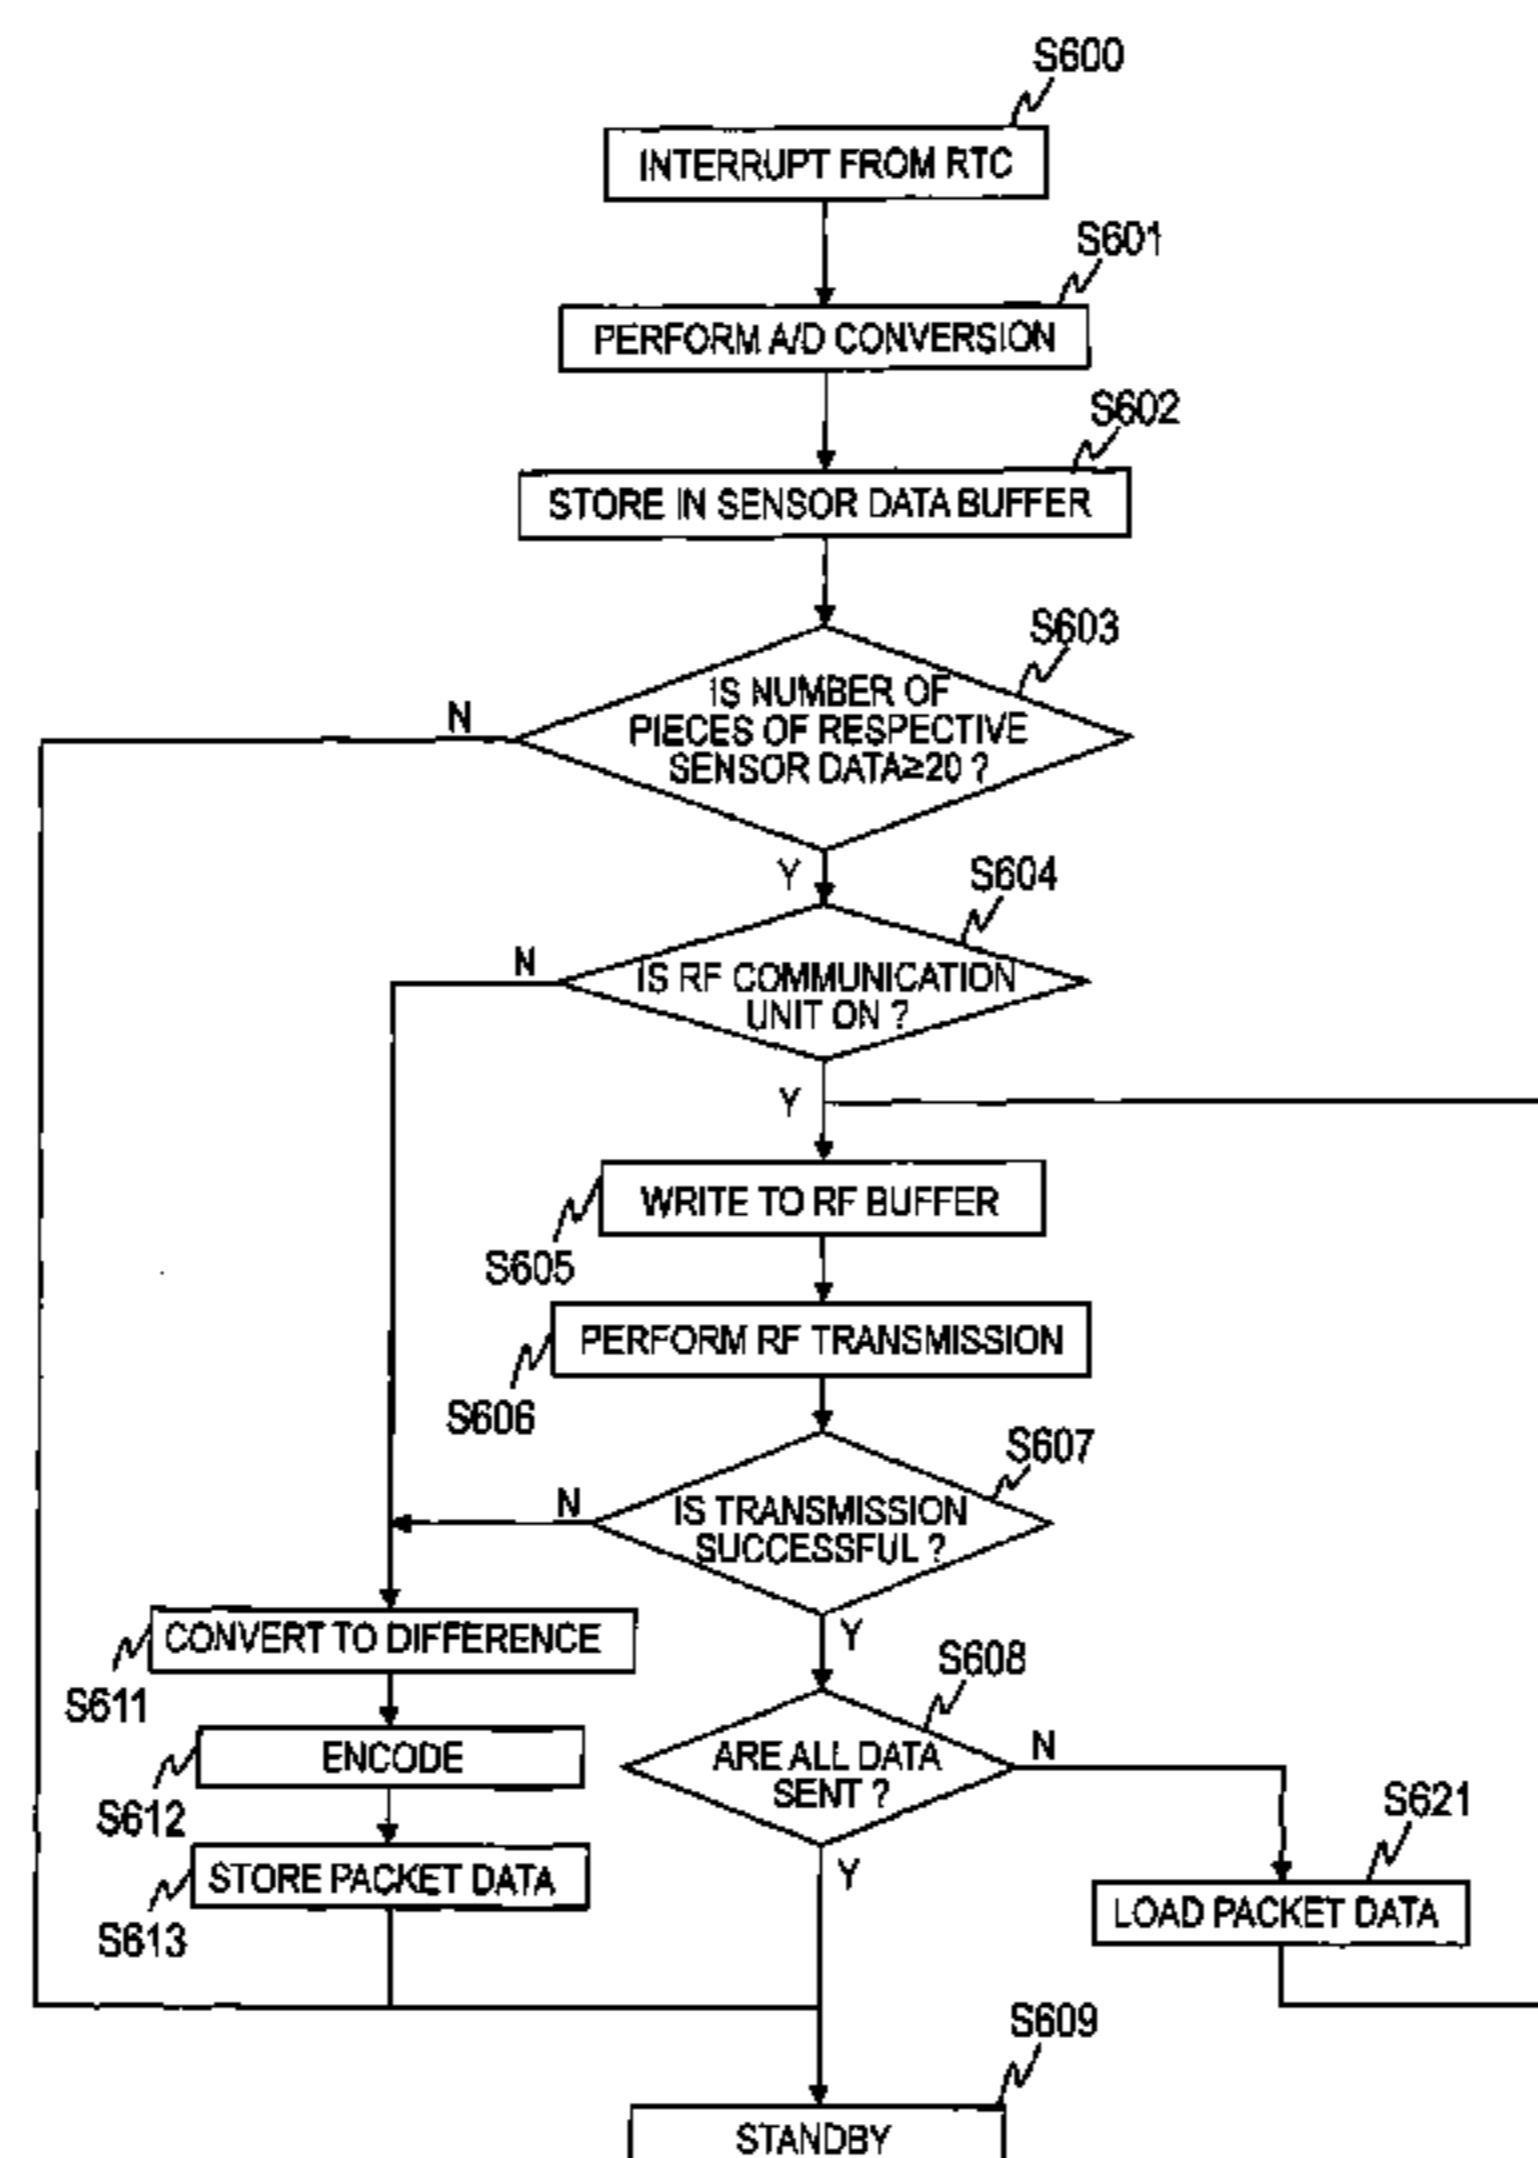 S600
INTERRUPT FROM RTC
S601
PERFORM A/D CONVERSION
S602
STORE IN SENSOR DATA BUFFER
S603
IS NUMBER OF
PIECES OF RESPECTIVE
SENSOR DATA≥20 ?
N
Y
S604
IS RF COMMUNICATION
UNIT ON ?
N
Y
WRITE TO RF BUFFER
S605
PERFORM RF TRANSMISSION
S606
S607
IS TRANSMISSION
SUCCESSFUL ?
N
Y
CONVERT TO DIFFERENCE
S611
S608
ARE ALL DATA
SENT ?
N
Y
ENCODE
S612
S621
LOAD PACKET DATA
STORE PACKET DATA
S613
S609
STANDBY